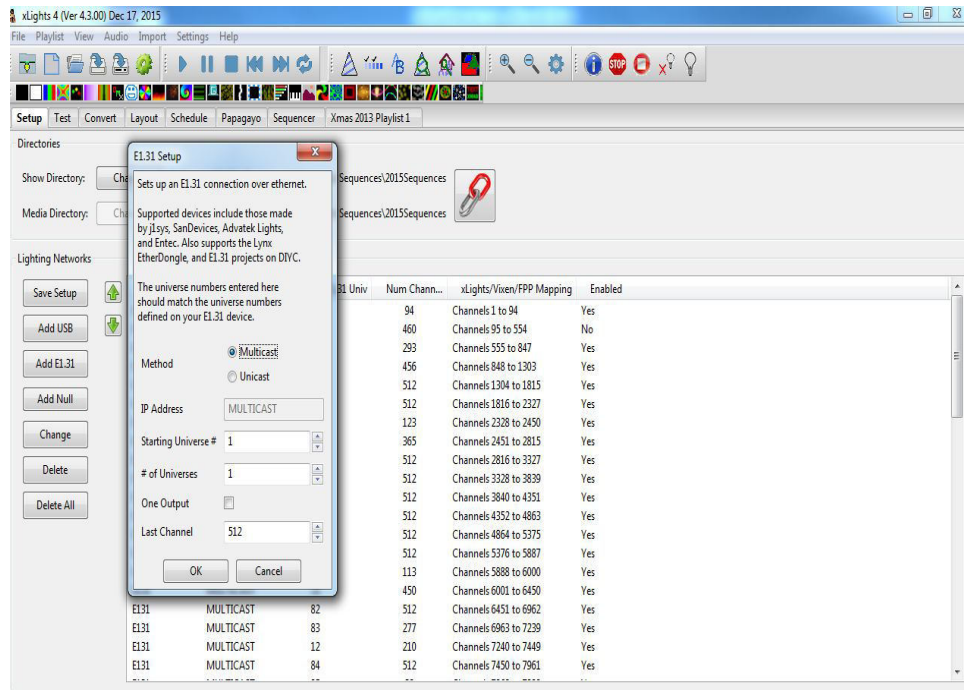 xLights 4 (Ver 4.3.00) Dec 17, 2015
File Playlist View Audio Import Settings Help
STOP
Setup Test Convert Layout Schedule Papagayo Sequencer Xmas 2013 Playlist 1
Directories
Show Directory: Cha Sequences\2015Sequences
Media Directory: Cha Sequences\2015Sequences
Lighting Networks
Save Setup
Add USB
Add E1.31
Add Null
Change
Delete
Delete All
E1.31 Setup
Sets up an E1.31 connection over ethernet.
Supported devices include those made
by j1sys, SanDevices, Advatek Lights,
and Entec. Also supports the Lynx
EtherDongle, and E1.31 projects on DIYC.
The universe numbers entered here
should match the universe numbers
defined on your E1.31 device.
Method
Multicast
Unicast
IP Address MULTICAST
Starting Universe # 1
# of Universes 1
One Output
Last Channel 512
OK Cancel
31 Univ Num Chann... xLights/Vixen/FPP Mapping Enabled
94 Channels 1 to 94 Yes
460 Channels 95 to 554 No
293 Channels 555 to 847 Yes
456 Channels 848 to 1303 Yes
512 Channels 1304 to 1815 Yes
512 Channels 1816 to 2327 Yes
123 Channels 2328 to 2450 Yes
365 Channels 2451 to 2815 Yes
512 Channels 2816 to 3327 Yes
512 Channels 3328 to 3839 Yes
512 Channels 3840 to 4351 Yes
512 Channels 4352 to 4863 Yes
512 Channels 4864 to 5375 Yes
512 Channels 5376 to 5887 Yes
113 Channels 5888 to 6000 Yes
450 Channels 6001 to 6450 Yes
E131 MULTICAST 82 512 Channels 6451 to 6962 Yes
E131 MULTICAST 83 277 Channels 6963 to 7239 Yes
E131 MULTICAST 12 210 Channels 7240 to 7449 Yes
E131 MULTICAST 84 512 Channels 7450 to 7961 Yes